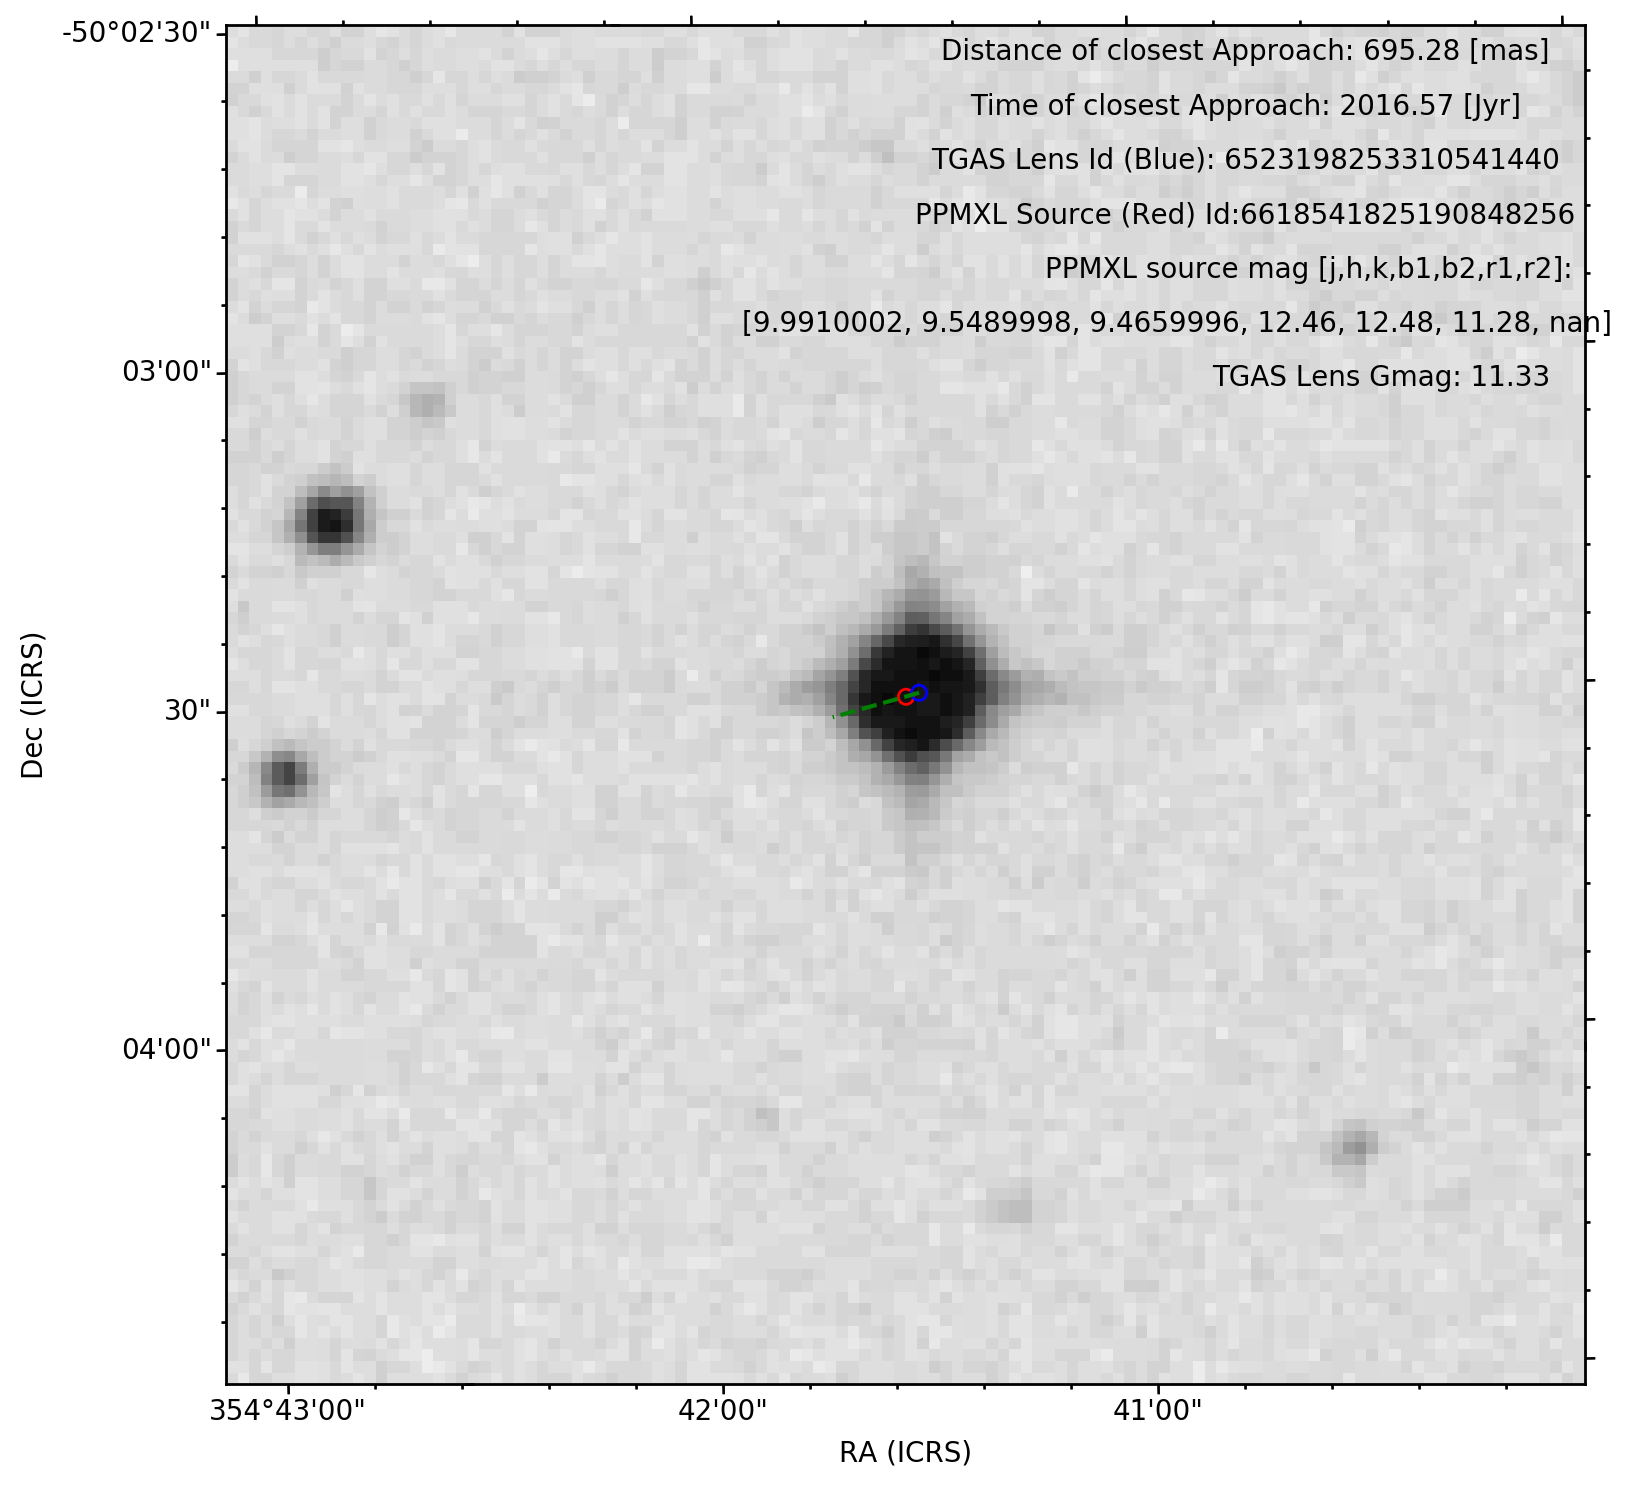 -50°02'30"
Distance of closest Approach: 695.28 [mas]
Time of closest Approach: 2016.57 [Jyr]
TGAS Lens Id (Blue): 6523198253310541440
PPMXL Source (Red) Id:6618541825190848256
PPMXL source mag [j,h,k,b1,b2,r1,r2]:
[9.9910002, 9.5489998, 9.4659996, 12.46, 12.48, 11.28, nan]
03'00"
TGAS Lens Gmag: 11.33
Dec (ICRS)
30"
04'00"
354°43'00" 42'00" 41'00"
RA (ICRS)